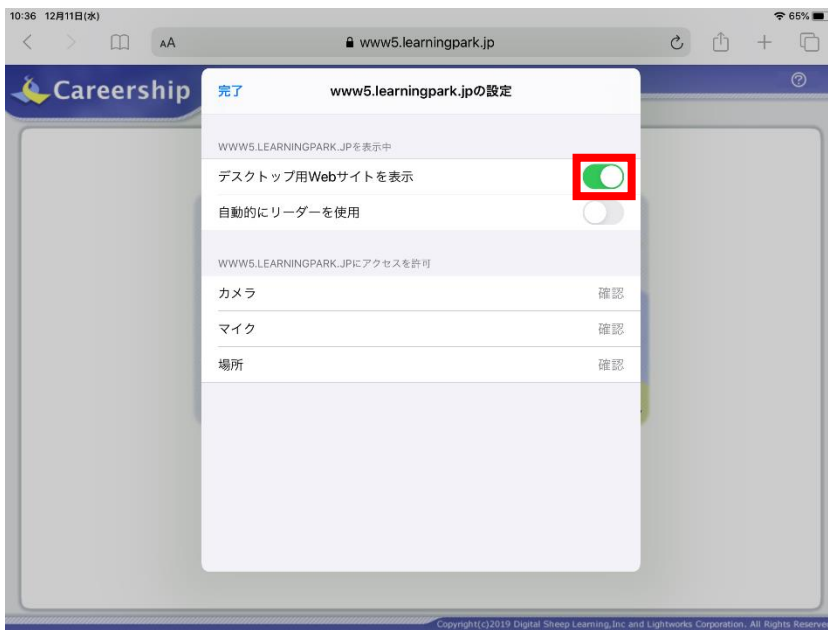 10:36 12月11日(水) 65%
AA www5.learningpark.jp
Careership
完了 www5.learningpark.jpの設定
WWW5.LEARNINGPARK.JPを表示中
デスクトップ用Webサイトを表示
自動的にリーダーを使用
WWW5.LEARNINGPARK.JPにアクセスを許可
カメラ 確認
マイク 確認
場所 確認
Copyright(c)2019 Digital Sheep Learning,Inc and Lightworks Corporation. All Rights Reserve